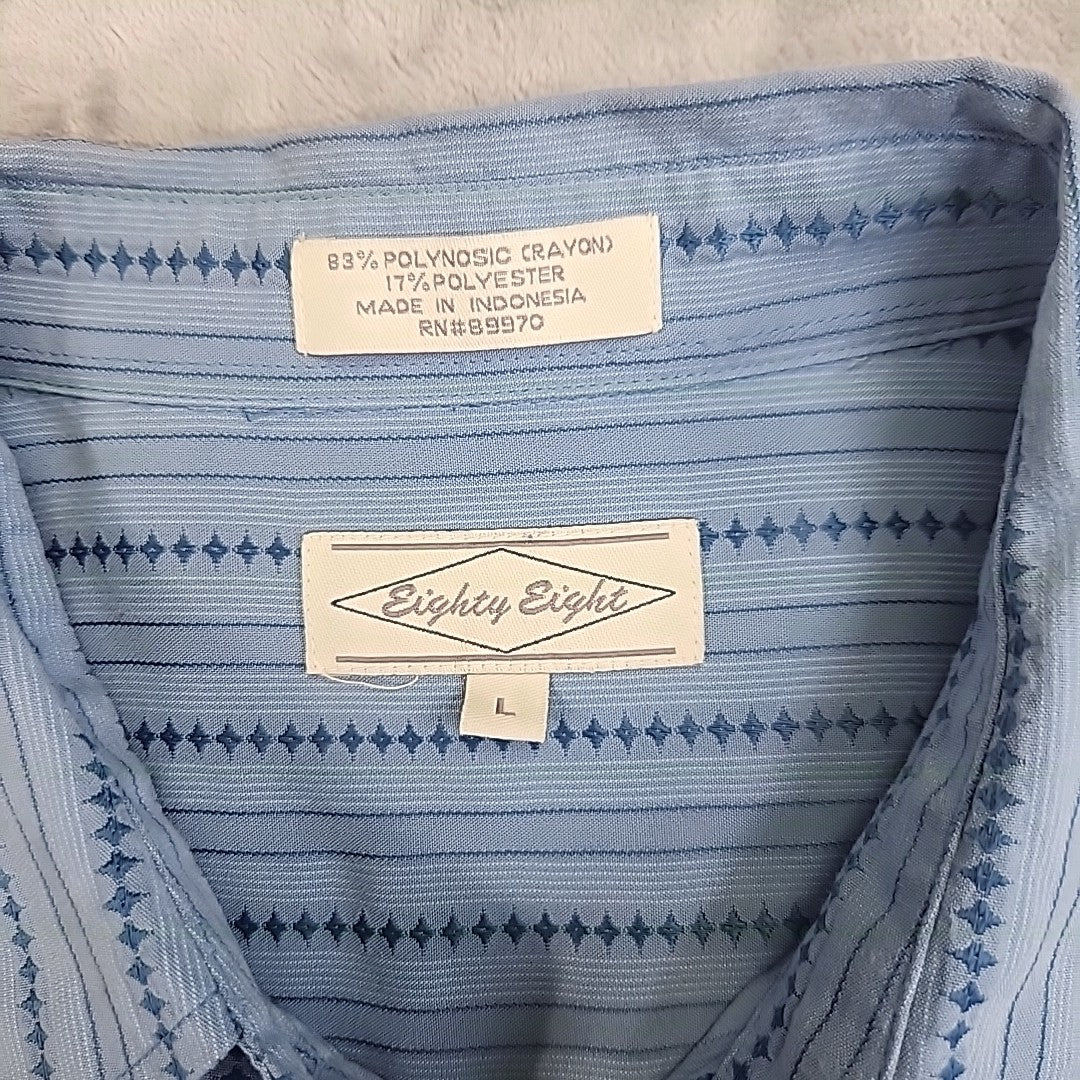 83% POLYNOSIC (RAYON)
17% POLYESTER
MADE IN INDONESIA
RN#89970
Eighty Eight
L